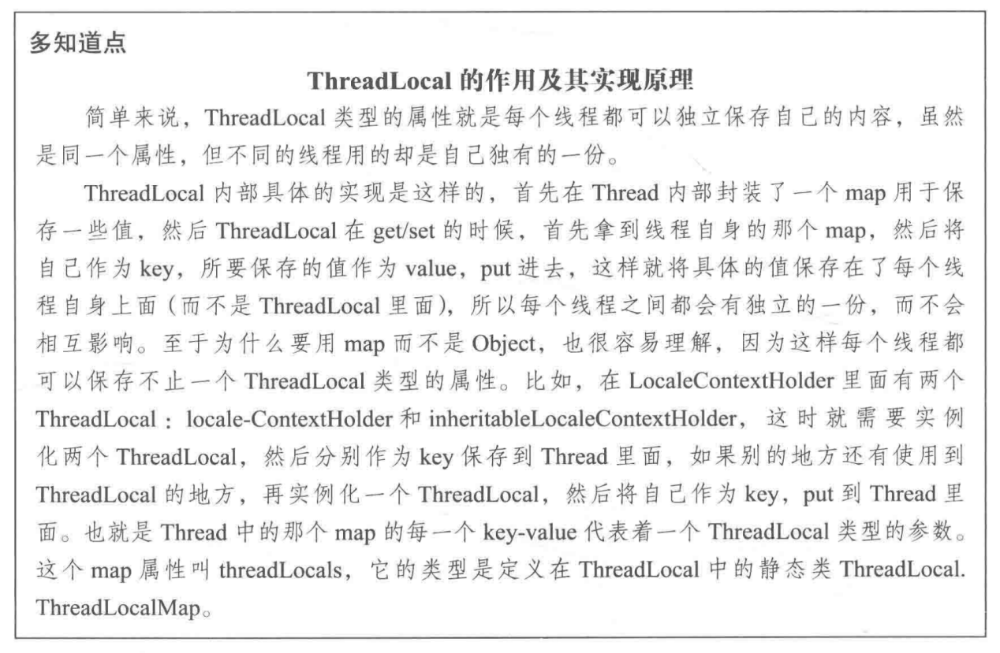 多知道点
ThreadLocal 的作用及其实现原理
简单来说，ThreadLocal 类型的属性就是每个线程都可以独立保存自己的内容，虽然
是同一个属性，但不同的线程用的却是自己独有的一份。
ThreadLocal 内部具体的实现是这样的，首先在 Thread 内部封装了一个 map 用于保
存一些值，然后 ThreadLocal 在 get/set 的时候，首先拿到线程自身的那个 map，然后将
自己作为 key，所要保存的值作为 value，put 进去，这样就将具体的值保存在了每个线
程自身上面（而不是 ThreadLocal 里面），所以每个线程之间都会有独立的一份，而不会
相互影响。至于为什么要用 map 而不是 Object，也很容易理解，因为这样每个线程都
可以保存不止一个 ThreadLocal 类型的属性。比如，在 LocaleContextHolder 里面有两个
ThreadLocal：locale-ContextHolder 和 inheritableLocaleContextHolder，这时就需要实例
化两个 ThreadLocal，然后分别作为 key 保存到 Thread 里面，如果别的地方还有使用到
ThreadLocal 的地方，再实例化一个 ThreadLocal，然后将自己作为 key，put 到 Thread 里
面。也就是 Thread 中的那个 map 的每一个 key-value 代表着一个 ThreadLocal 类型的参数。
这个 map 属性叫 threadLocals，它的类型是定义在 ThreadLocal 中的静态类 ThreadLocal.
ThreadLocalMap。